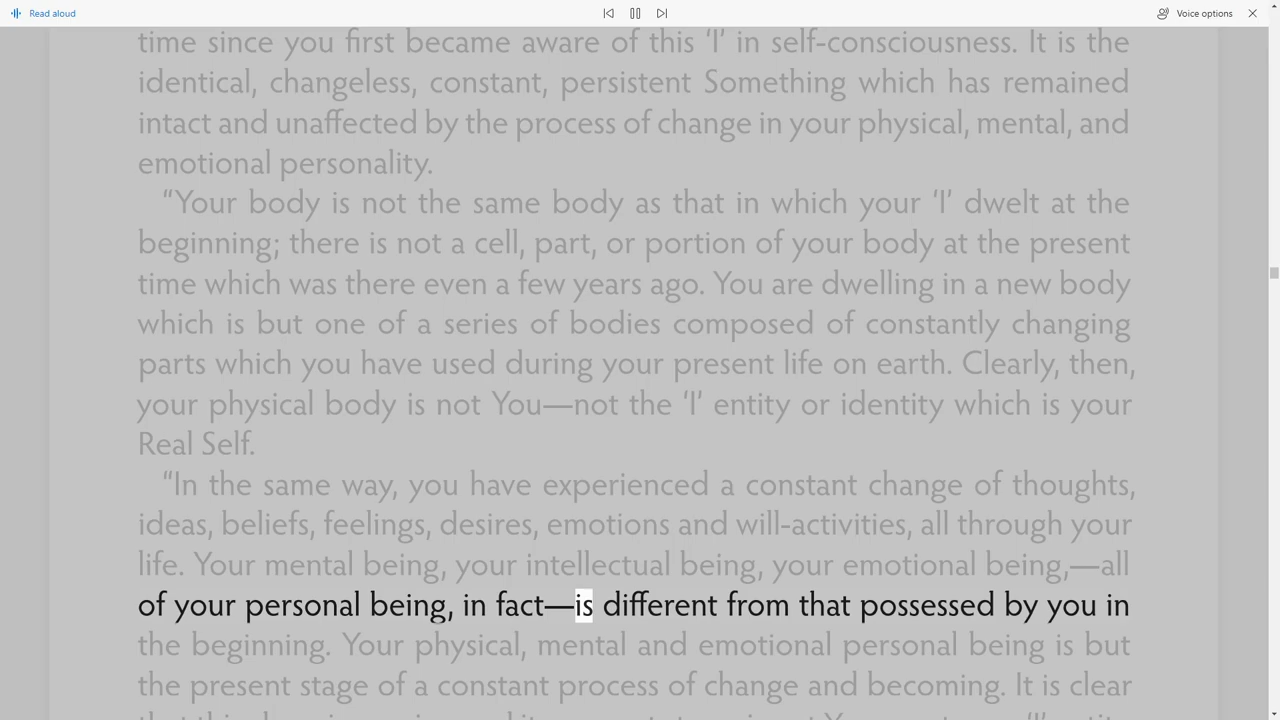 Read aloud
Voice options
time since you first became aware of this ‘I’ in self-consciousness. It is the
identical, changeless, constant, persistent Something which has remained
intact and unaffected by the process of change in your physical, mental, and
emotional personality.
“Your body is not the same body as that in which your ‘I’ dwelt at the
beginning; there is not a cell, part, or portion of your body at the present
time which was there even a few years ago. You are dwelling in a new body
which is but one of a series of bodies composed of constantly changing
parts which you have used during your present life on earth. Clearly, then,
your physical body is not You—not the ‘I’ entity or identity which is your
Real Self.
“In the same way, you have experienced a constant change of thoughts,
ideas, beliefs, feelings, desires, emotions and will-activities, all through your
life. Your mental being, your intellectual being, your emotional being,—all
of your personal being, in fact—is different from that possessed by you in
the beginning. Your physical, mental and emotional personal being is but
the present stage of a constant process of change and becoming. It is clear